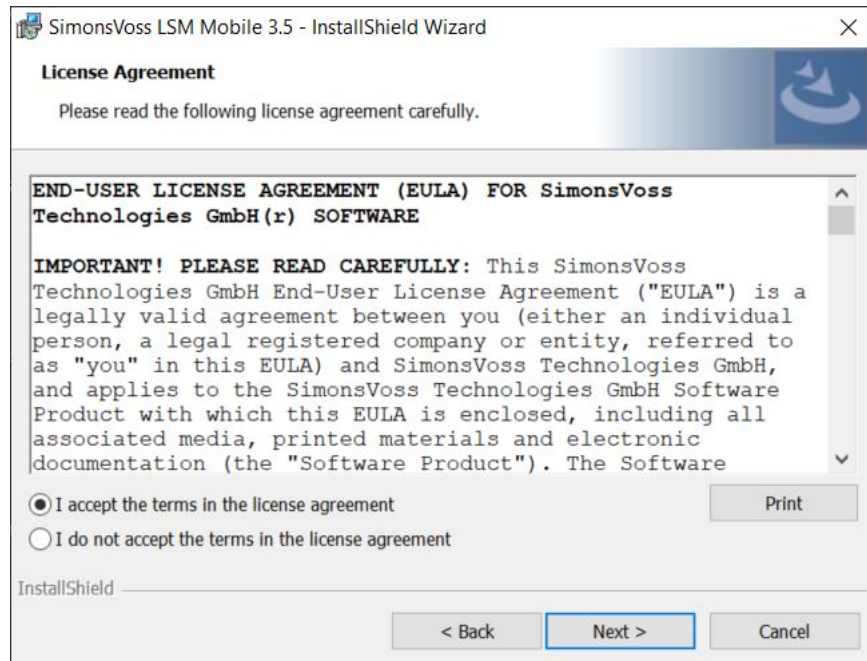 SimonsVoss LSM Mobile 3.5 - InstallShield Wizard
License Agreement
Please read the following license agreement carefully.
END-USER LICENSE AGREEMENT (EULA) FOR SimonsVoss
Technologies GmbH(r) SOFTWARE
IMPORTANT! PLEASE READ CAREFULLY: This SimonsVoss
Technologies GmbH End-User License Agreement ("EULA") is a
legally valid agreement between you (either an individual
person, a legal registered company or entity, referred to
as "you" in this EULA) and SimonsVoss Technologies GmbH,
and applies to the SimonsVoss Technologies GmbH Software
Product with which this EULA is enclosed, including all
associated media, printed materials and electronic
documentation (the "Software Product"). The Software
I accept the terms in the license agreement
Print
I do not accept the terms in the license agreement
InstallShield
< Back
Next >
Cancel